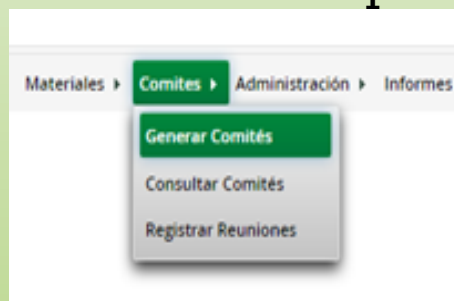 Materiales ▸ Comites ▸ Administración ▸ Informes
Generar Comités
Consultar Comités
Registrar Reuniones